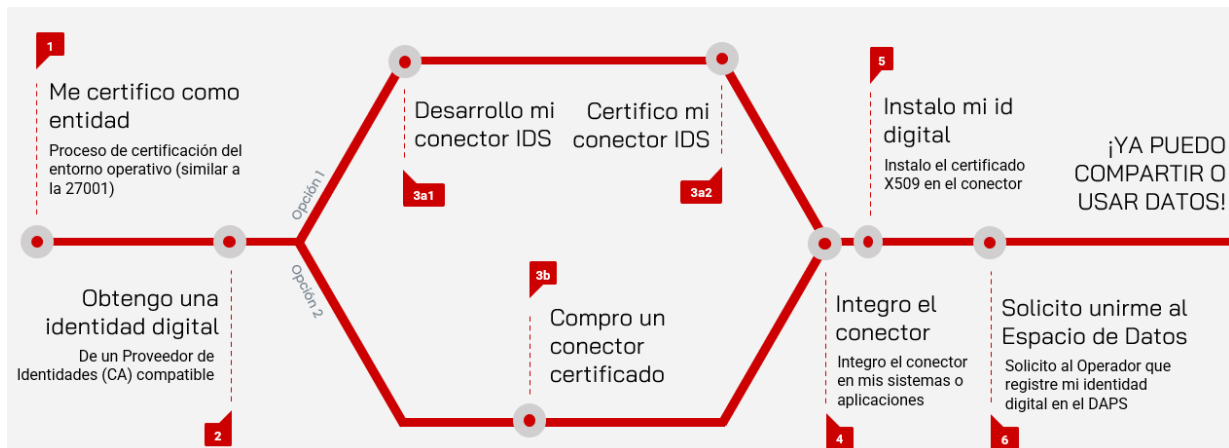 1
Me certifico como
entidad
Proceso de certificación del
entorno operativo (similar a
la 27001)
Obtengo una
identidad digital
De un Proveedor de
Identidades (CA) compatible
2
Opción 1
Opción 2
Desarrollo mi
conector IDS
3a1
Certifico mi
conector IDS
3a2
3b
Compro un
conector
certificado
Integro el
conector
Integro el conector
en mis sistemas o
aplicaciones
4
5
Instalo mi id
digital
Instalo el certificado
X509 en el conector
Solicito unirme al
Espacio de Datos
Solicito al Operador que
registre mi identidad
digital en el DAPS
6
¡YA PUEDO
COMPARTIR O
USAR DATOS!